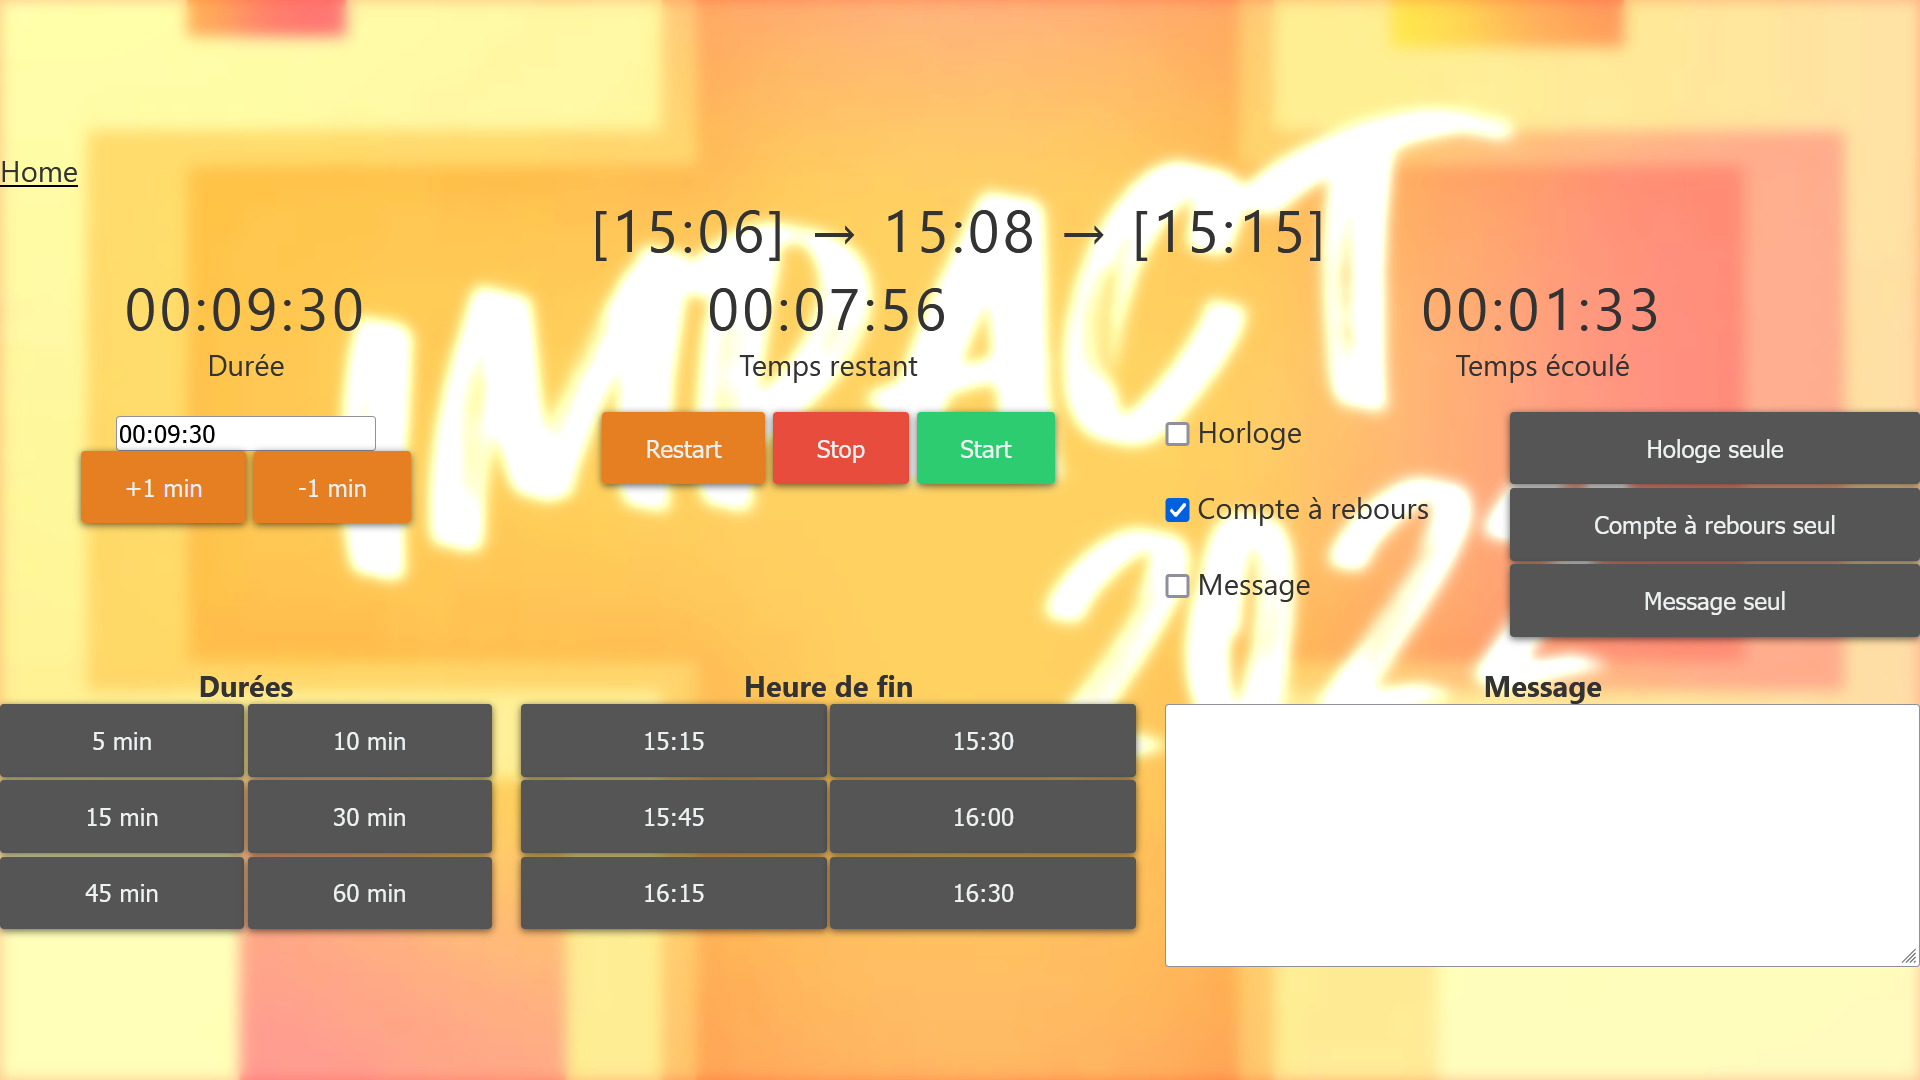 Home
[15:06] → 15:08 → [15:15]
00:09:30 00:07:56 00:01:33
Durée Temps restant Temps écoulé
00:09:30
+1 min -1 min
Restart Stop Start
Horloge
Compte à rebours
Message
Hologe seule
Compte à rebours seul
Message seul
IMPACT
2022
Durées
5 min 10 min
15 min 30 min
45 min 60 min
Heure de fin
15:15 15:30
15:45 16:00
16:15 16:30
Message